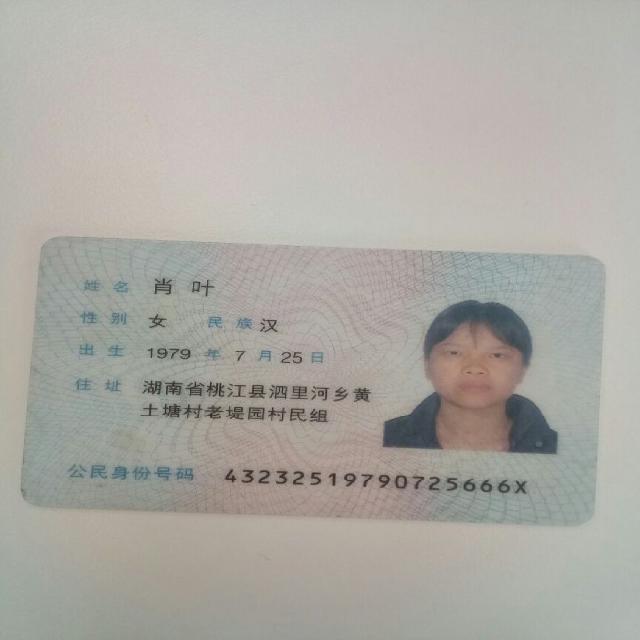 姓名 肖叶
性别 女 民族 汉
出生 1979 年 7 月 25 日
住址 湖南省桃江县泗里河乡黄
土塘村老堤园村民组
公民身份号码 43232519790725666X